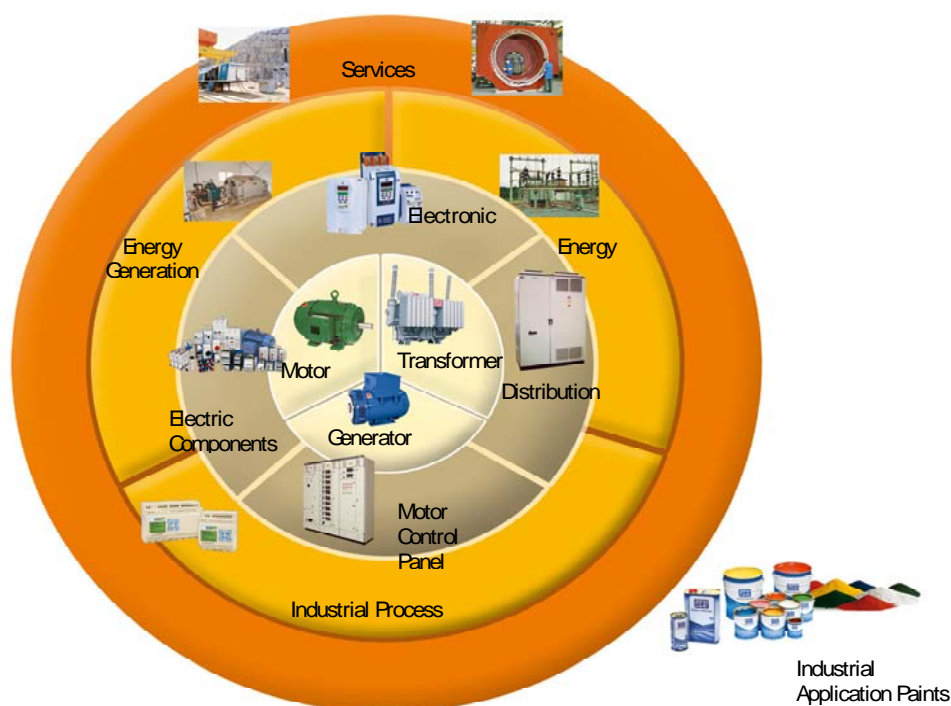 Services
Electronic
Energy
Generation
Energy
Motor
Transformer
Distribution
Electric
Components
Generator
Motor
Control
Panel
Industrial Process
Industrial
Application Paints